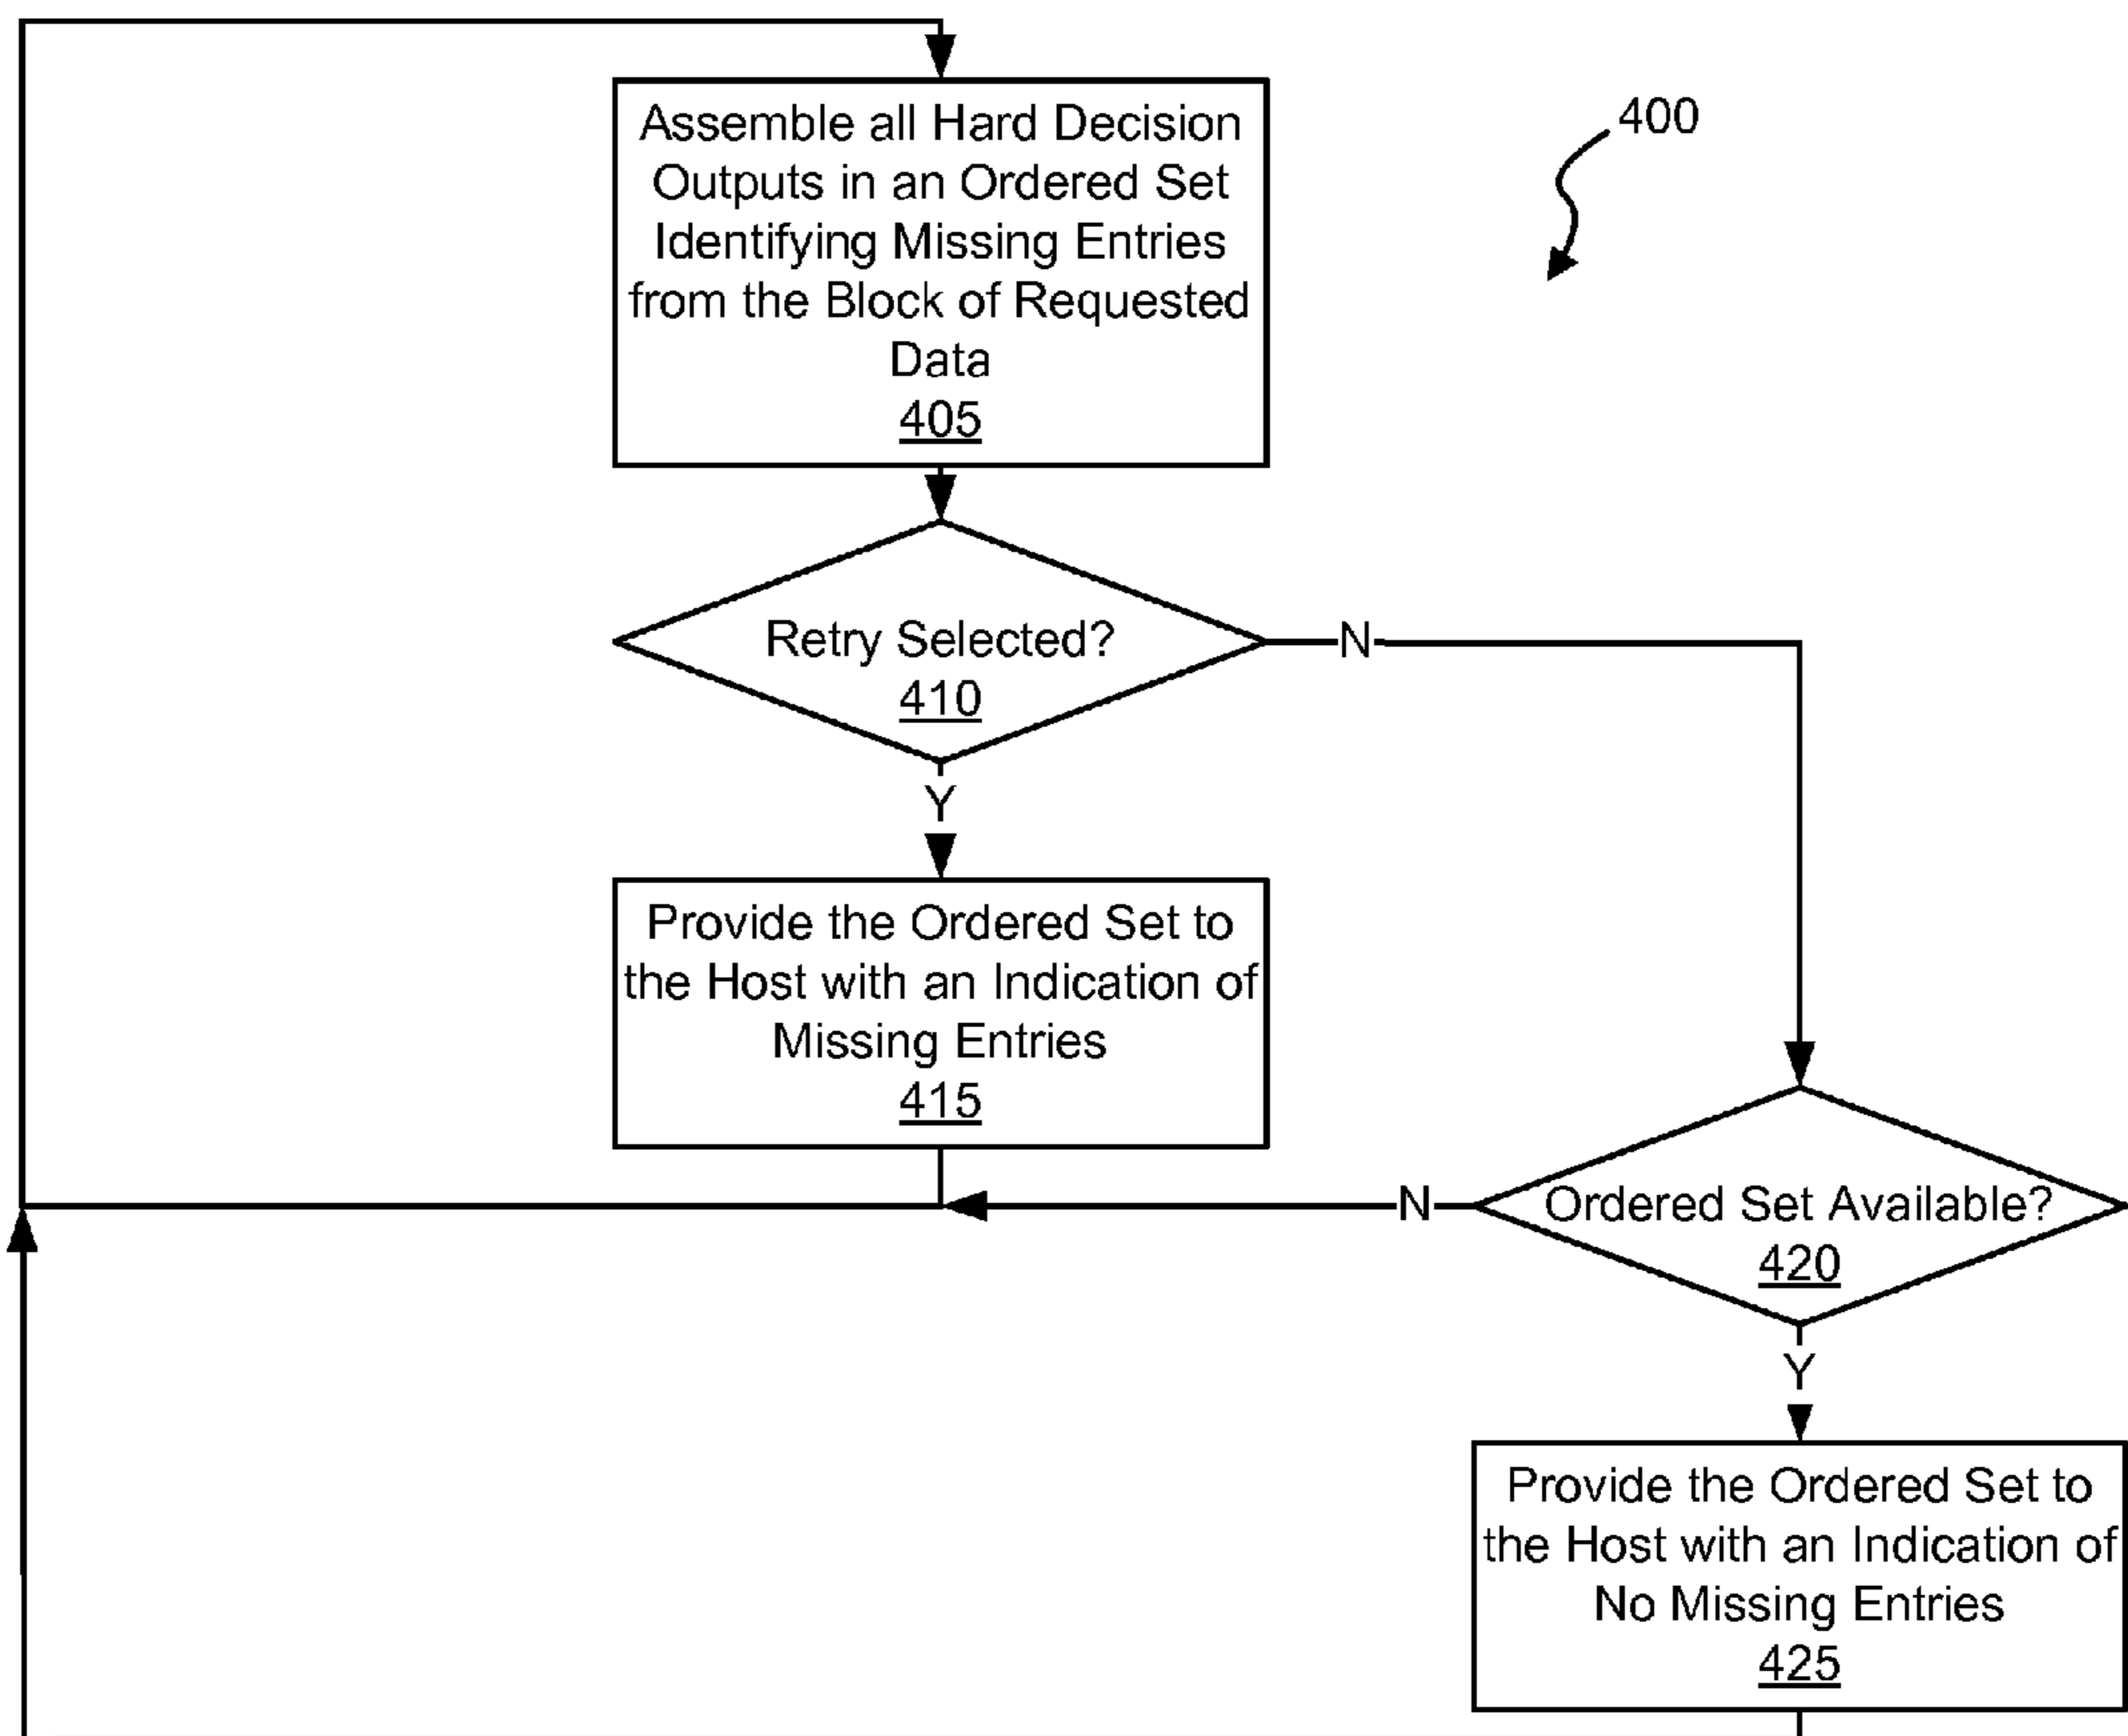 Assemble all Hard Decision
Outputs in an Ordered Set
Identifying Missing Entries
from the Block of Requested
Data
405
400
Retry Selected?
410
N
Y
Provide the Ordered Set to
the Host with an Indication of
Missing Entries
415
N
Ordered Set Available?
420
Y
Provide the Ordered Set to
the Host with an Indication of
No Missing Entries
425